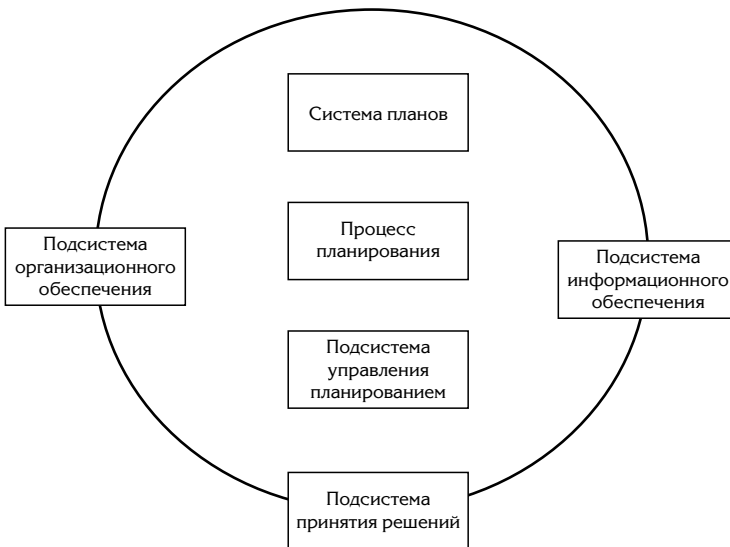 Система планов
Процесс
планирования
Подсистема
организационного
обеспечения
Подсистема
информационного
обеспечения
Подсистема
управления
планированием
Подсистема
принятия решений